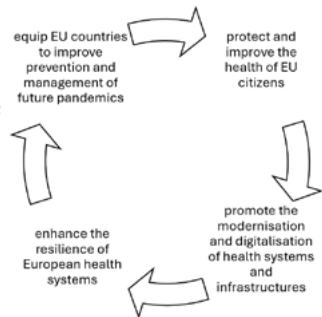 equip EU countries
to improve
prevention and
management of
future pandemics
protect and
improve the
health of EU
citizens
promote the
modernisation
and digitalisation
of health systems
and
infrastructures
enhance the
resilience of
European health
systems